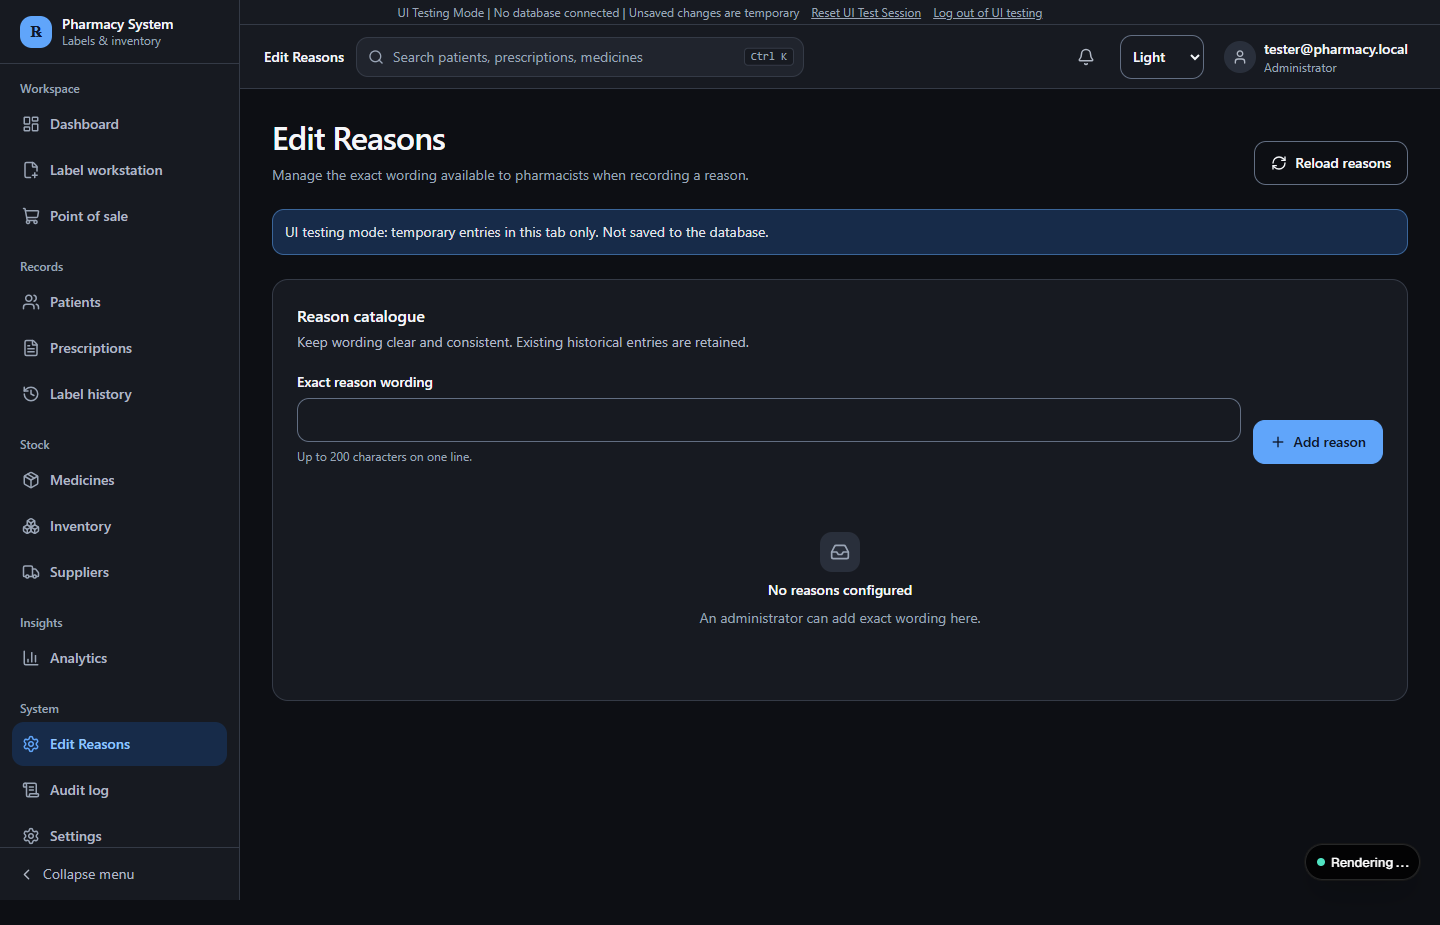 UI Testing Mode | No database connected | Unsaved changes are temporary Reset UI Test Session Log out of UI testing
Pharmacy System
Labels & inventory
Edit Reasons
Search patients, prescriptions, medicines
Ctrl K
Light
tester@pharmacy.local
Administrator
Workspace
Dashboard
Label workstation
Point of sale
Records
Patients
Prescriptions
Label history
Stock
Medicines
Inventory
Suppliers
Insights
Analytics
System
Edit Reasons
Audit log
Settings
Collapse menu
Edit Reasons
Manage the exact wording available to pharmacists when recording a reason.
Reload reasons
UI testing mode: temporary entries in this tab only. Not saved to the database.
Reason catalogue
Keep wording clear and consistent. Existing historical entries are retained.
Exact reason wording
Up to 200 characters on one line.
Add reason
No reasons configured
An administrator can add exact wording here.
Rendering ...